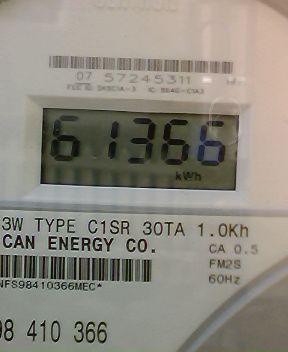 07 57245311
61366
kWh
3W TYPE C1SR 30TA 1.0Kh
CAN ENERGY CO.
CA 0.5
FM2S
60Hz
NFS98410366MEC*
98 410 366